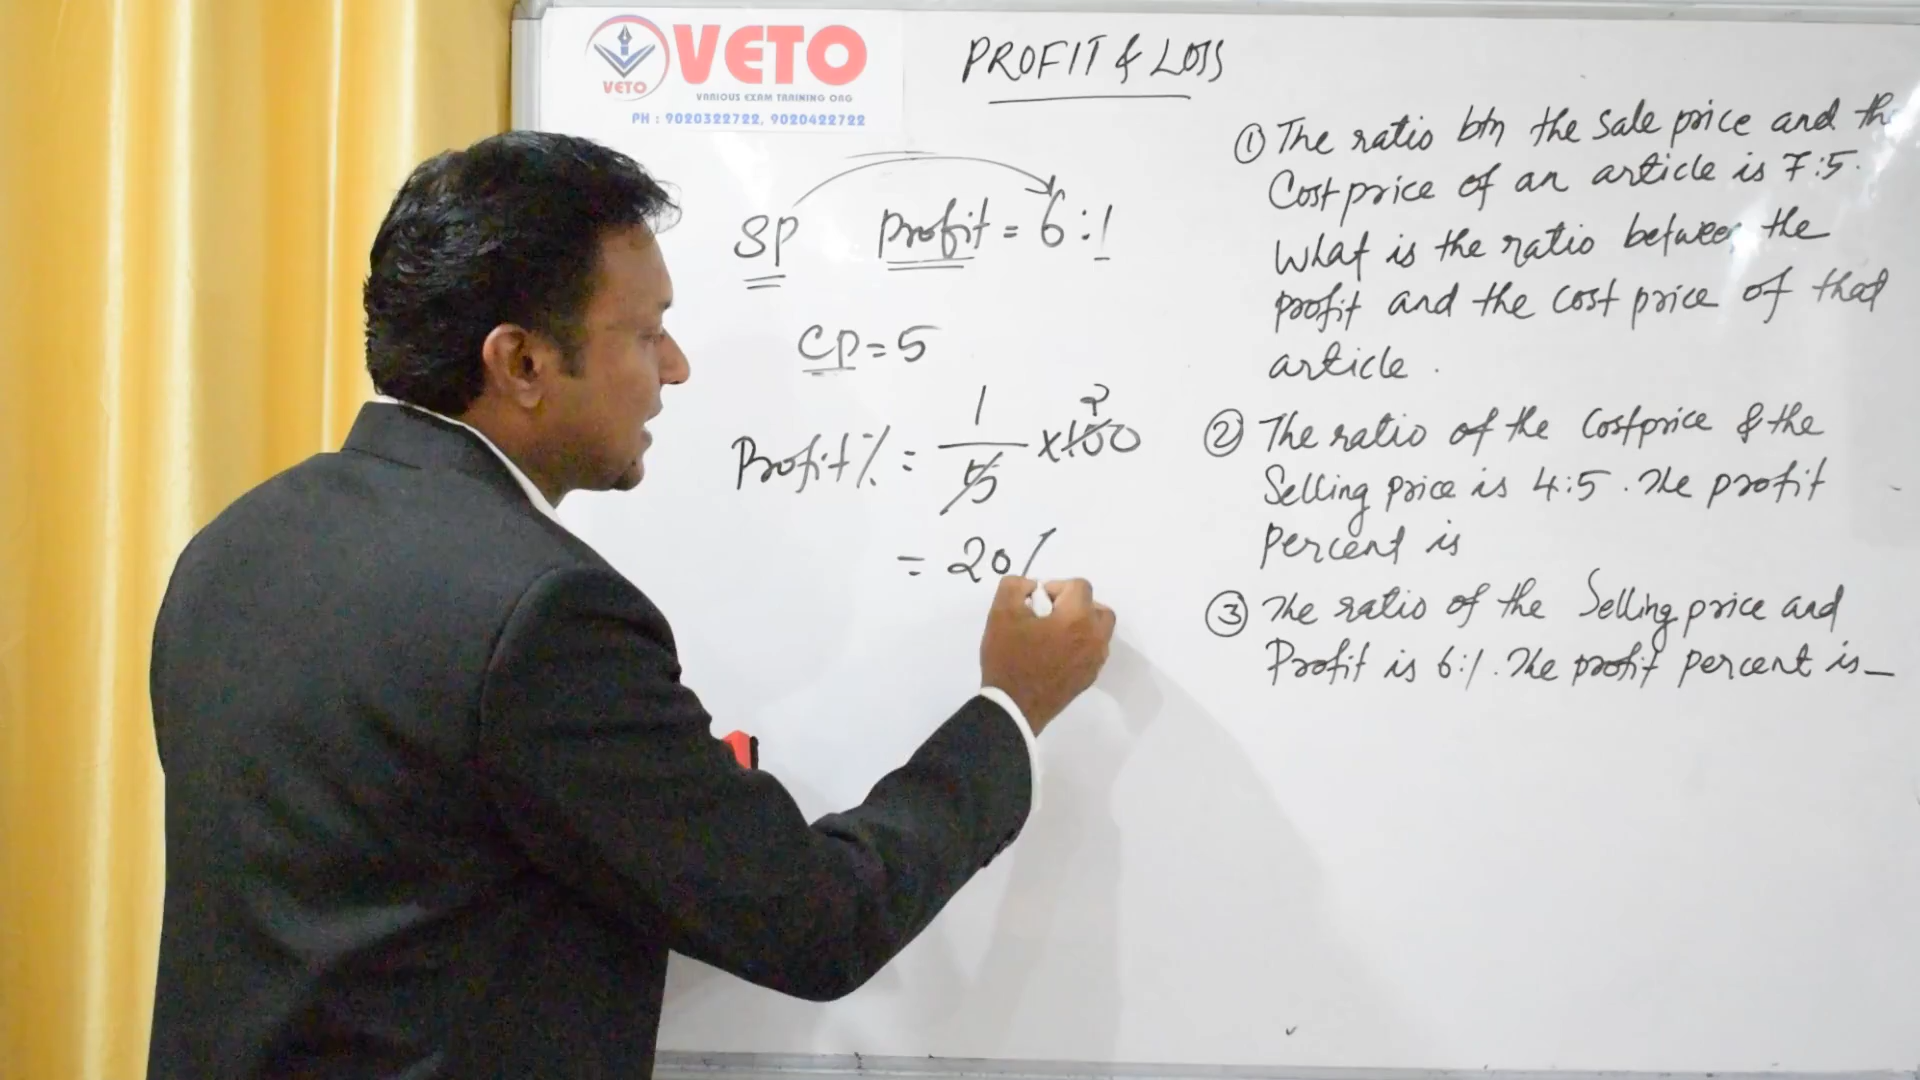 VETO
VETO
VARIOUS EXAM TRAINING ORG
PH : 9020322722, 9020422722
PROFIT & LOSS
SP Profit = 6:1
CP = 5
Profit% = 1/5 x 100
= 20/
① The ratio btn the sale price and th
Cost price of an article is 7:5.
What is the ratio between the
profit and the cost price of that
article.
② The ratio of the Costprice & the
Selling price is 4:5. The profit
percent is
③ The ratio of the Selling price and
Profit is 6:1. The profit percent is_